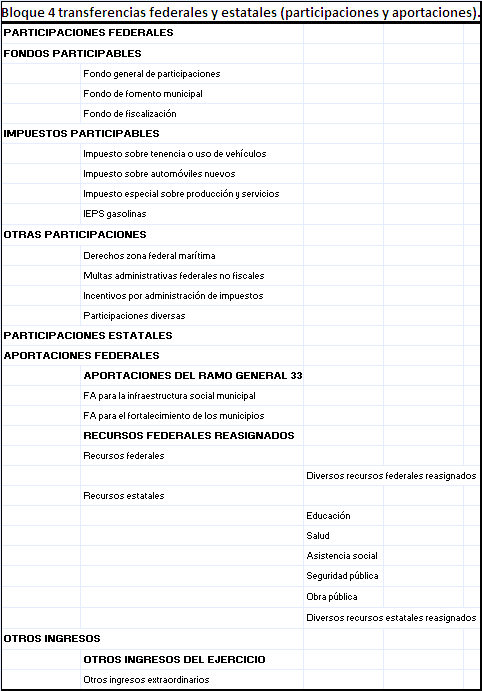 Bloque 4 transferencias federales y estatales (participaciones y aportaciones).
PARTICIPACIONES FEDERALES
FONDOS PARTICIPABLES
Fondo general de participaciones
Fondo de fomento municipal
Fondo de fiscalización
IMPUESTOS PARTICIPABLES
Impuesto sobre tenencia o uso de vehículos
Impuesto sobre automóviles nuevos
Impuesto especial sobre producción y servicios
IEPS gasolinas
OTRAS PARTICIPACIONES
Derechos zona federal marítima
Multas administrativas federales no fiscales
Incentivos por administración de impuestos
Participaciones diversas
PARTICIPACIONES ESTATALES
APORTACIONES FEDERALES
APORTACIONES DEL RAMO GENERAL 33
FA para la infraestructura social municipal
FA para el fortalecimiento de los municipios
RECURSOS FEDERALES REASIGNADOS
Recursos federales
Diversos recursos federales reasignados
Recursos estatales
Educación
Salud
Asistencia social
Seguridad pública
Obra pública
Diversos recursos estatales reasignados
OTROS INGRESOS
OTROS INGRESOS DEL EJERCICIO
Otros ingresos extraordinarios